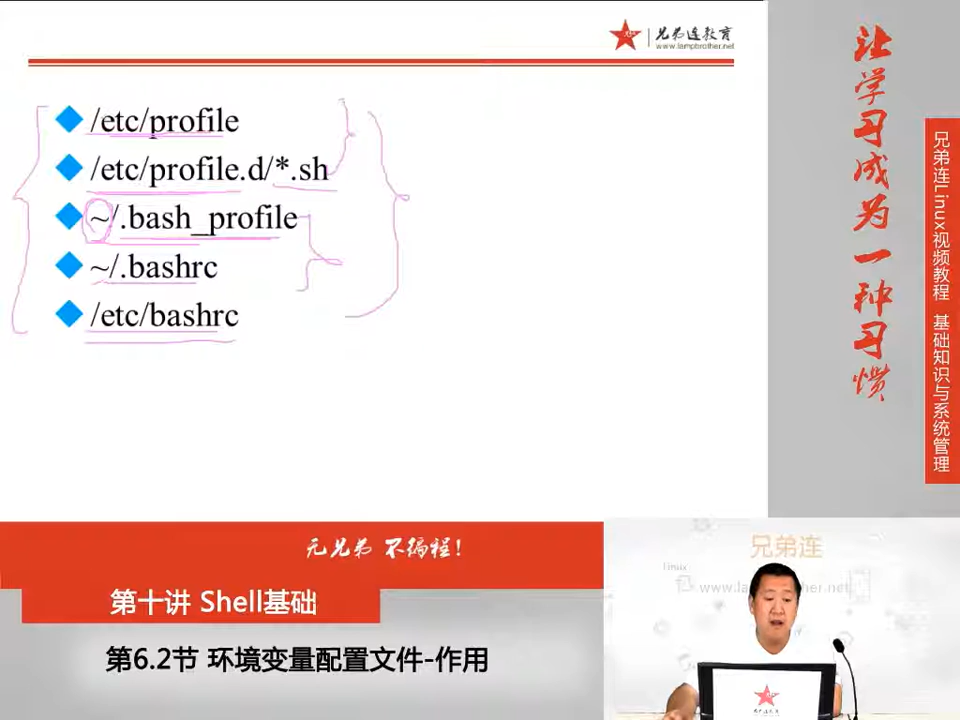 兄弟连教育
www.lampbrother.net
/etc/profile
/etc/profile.d/*.sh
~/.bash_profile
~/.bashrc
/etc/bashrc
让学习成为一种习惯
兄弟连Linux视频教程 基础知识与系统管理
无兄弟 不编程!
第十讲 Shell基础
第6.2节 环境变量配置文件-作用
兄弟连
Linux